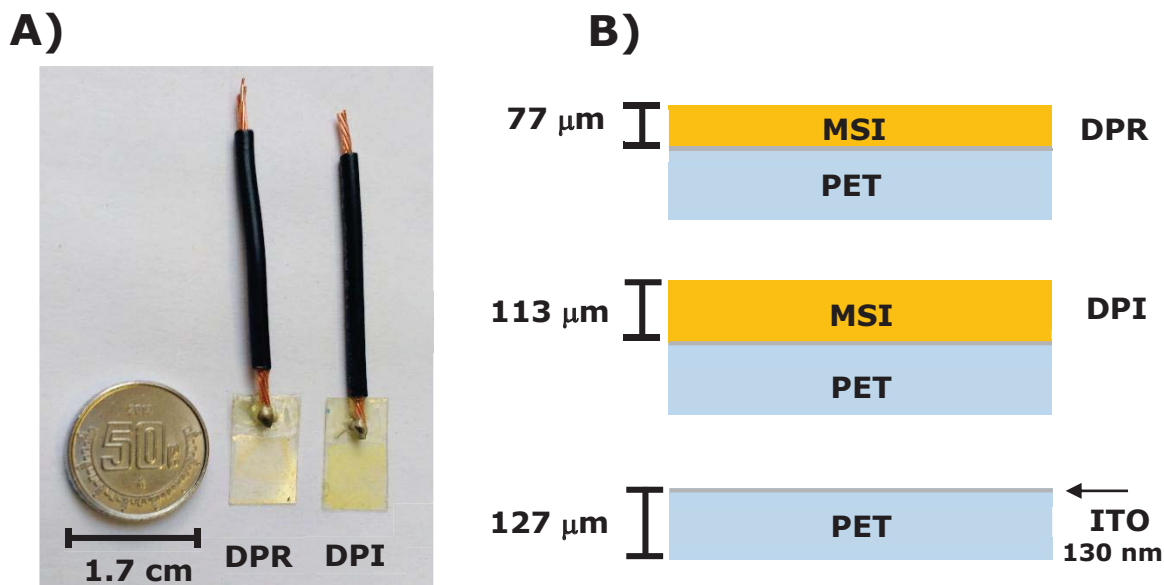 A)
B)
50
1.7 cm
DPR
DPI
77 μm
MSI
DPR
PET
113 μm
MSI
DPI
PET
127 μm
PET
ITO
130 nm